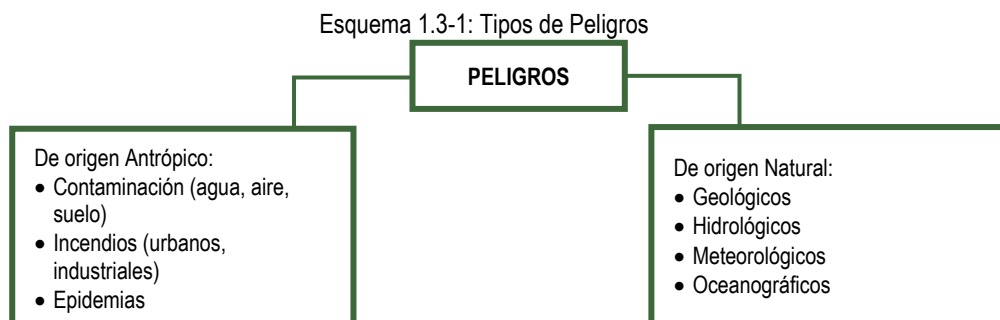 Esquema 1.3-1: Tipos de Peligros
PELIGROS
De origen Antrópico:
• Contaminación (agua, aire,
suelo)
• Incendios (urbanos,
industriales)
• Epidemias
De origen Natural:
• Geológicos
• Hidrológicos
• Meteorológicos
• Oceanográficos